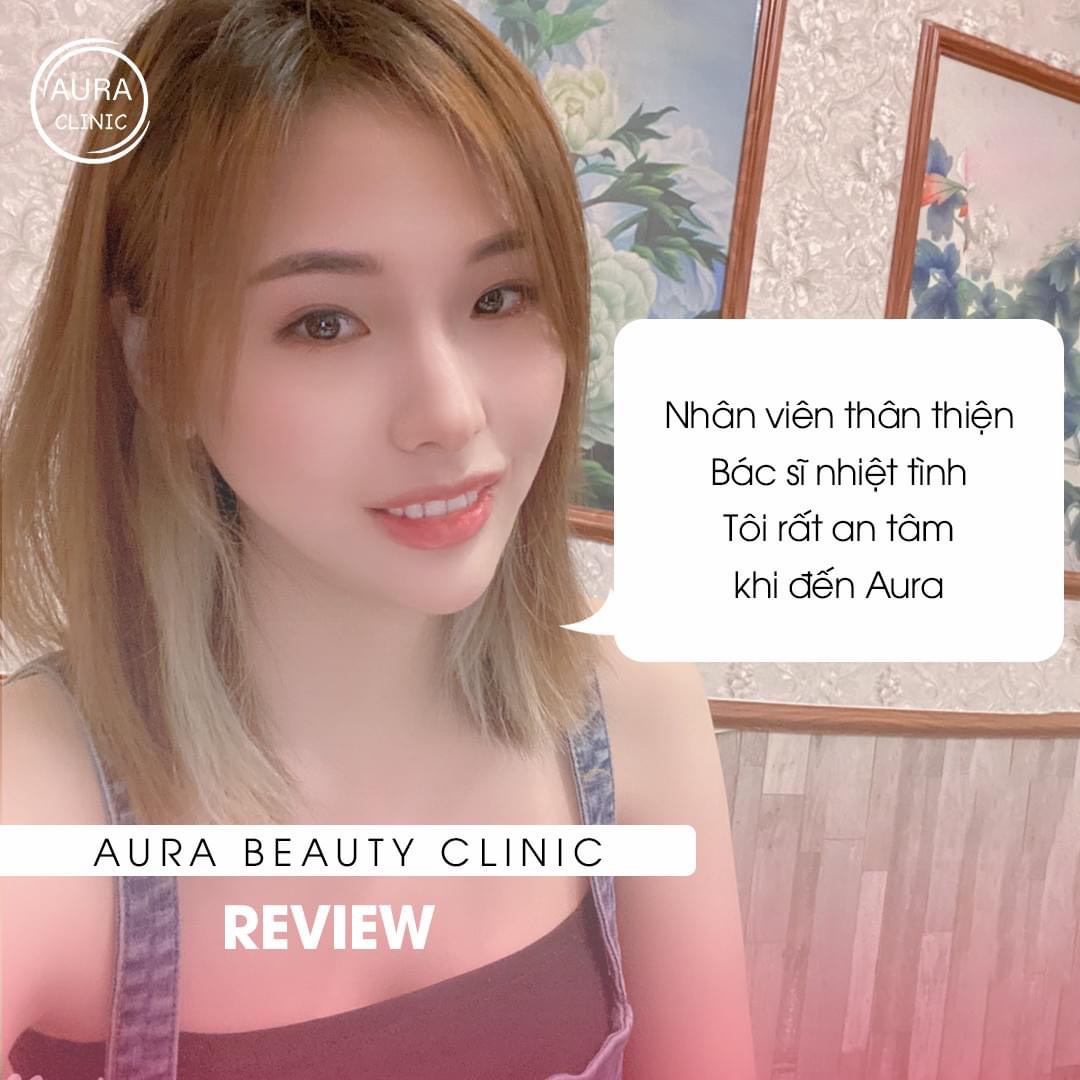 AURA
CLINIC
Nhân viên thân thiện
Bác sĩ nhiệt tình
Tôi rất an tâm
khi đến Aura
AURA BEAUTY CLINIC
REVIEW